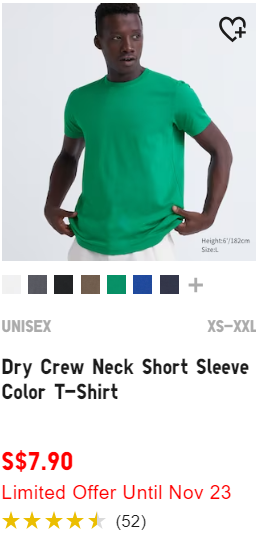 Height:6'/182cm
Size:L
UNISEX XS-XXL
Dry Crew Neck Short Sleeve
Color T-Shirt
S$7.90
Limited Offer Until Nov 23
(52)